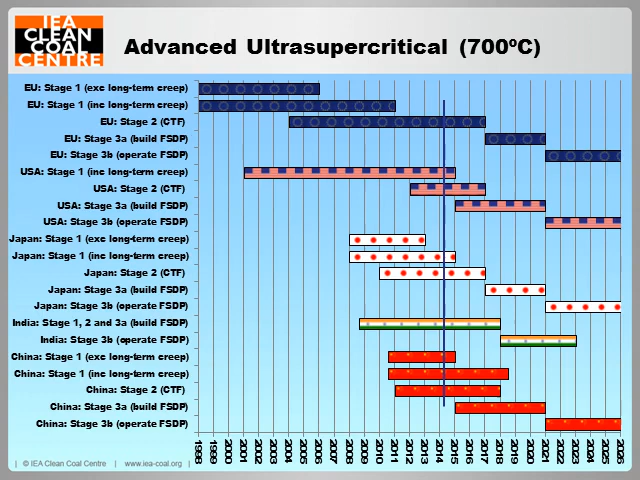 IEA
CLEAN
COAL
CENTRE
Advanced Ultrasupercritical (700ºC)
EU: Stage 1 (exc long-term creep)
EU: Stage 1 (inc long-term creep)
EU: Stage 2 (CTF)
EU: Stage 3a (build FSDP)
EU: Stage 3b (operate FSDP)
USA: Stage 1 (inc long-term creep)
USA: Stage 2 (CTF)
USA: Stage 3a (build FSDP)
USA: Stage 3b (operate FSDP)
Japan: Stage 1 (exc long-term creep)
Japan: Stage 1 (inc long-term creep)
Japan: Stage 2 (CTF)
Japan: Stage 3a (build FSDP)
Japan: Stage 3b (operate FSDP)
India: Stage 1, 2 and 3a (build FSDP)
India: Stage 3b (operate FSDP)
China: Stage 1 (exc long-term creep)
China: Stage 1 (inc long-term creep)
China: Stage 2 (CTF)
China: Stage 3a (build FSDP)
China: Stage 3b (operate FSDP)
1998 1999 2000 2001 2002 2003 2004 2005 2006 2007 2008 2009 2010 2011 2012 2013 2014 2015 2016 2017 2018 2019 2020 2021 2022 2023 2024 2025 2026
| © IEA Clean Coal Centre | www.iea-coal.org |